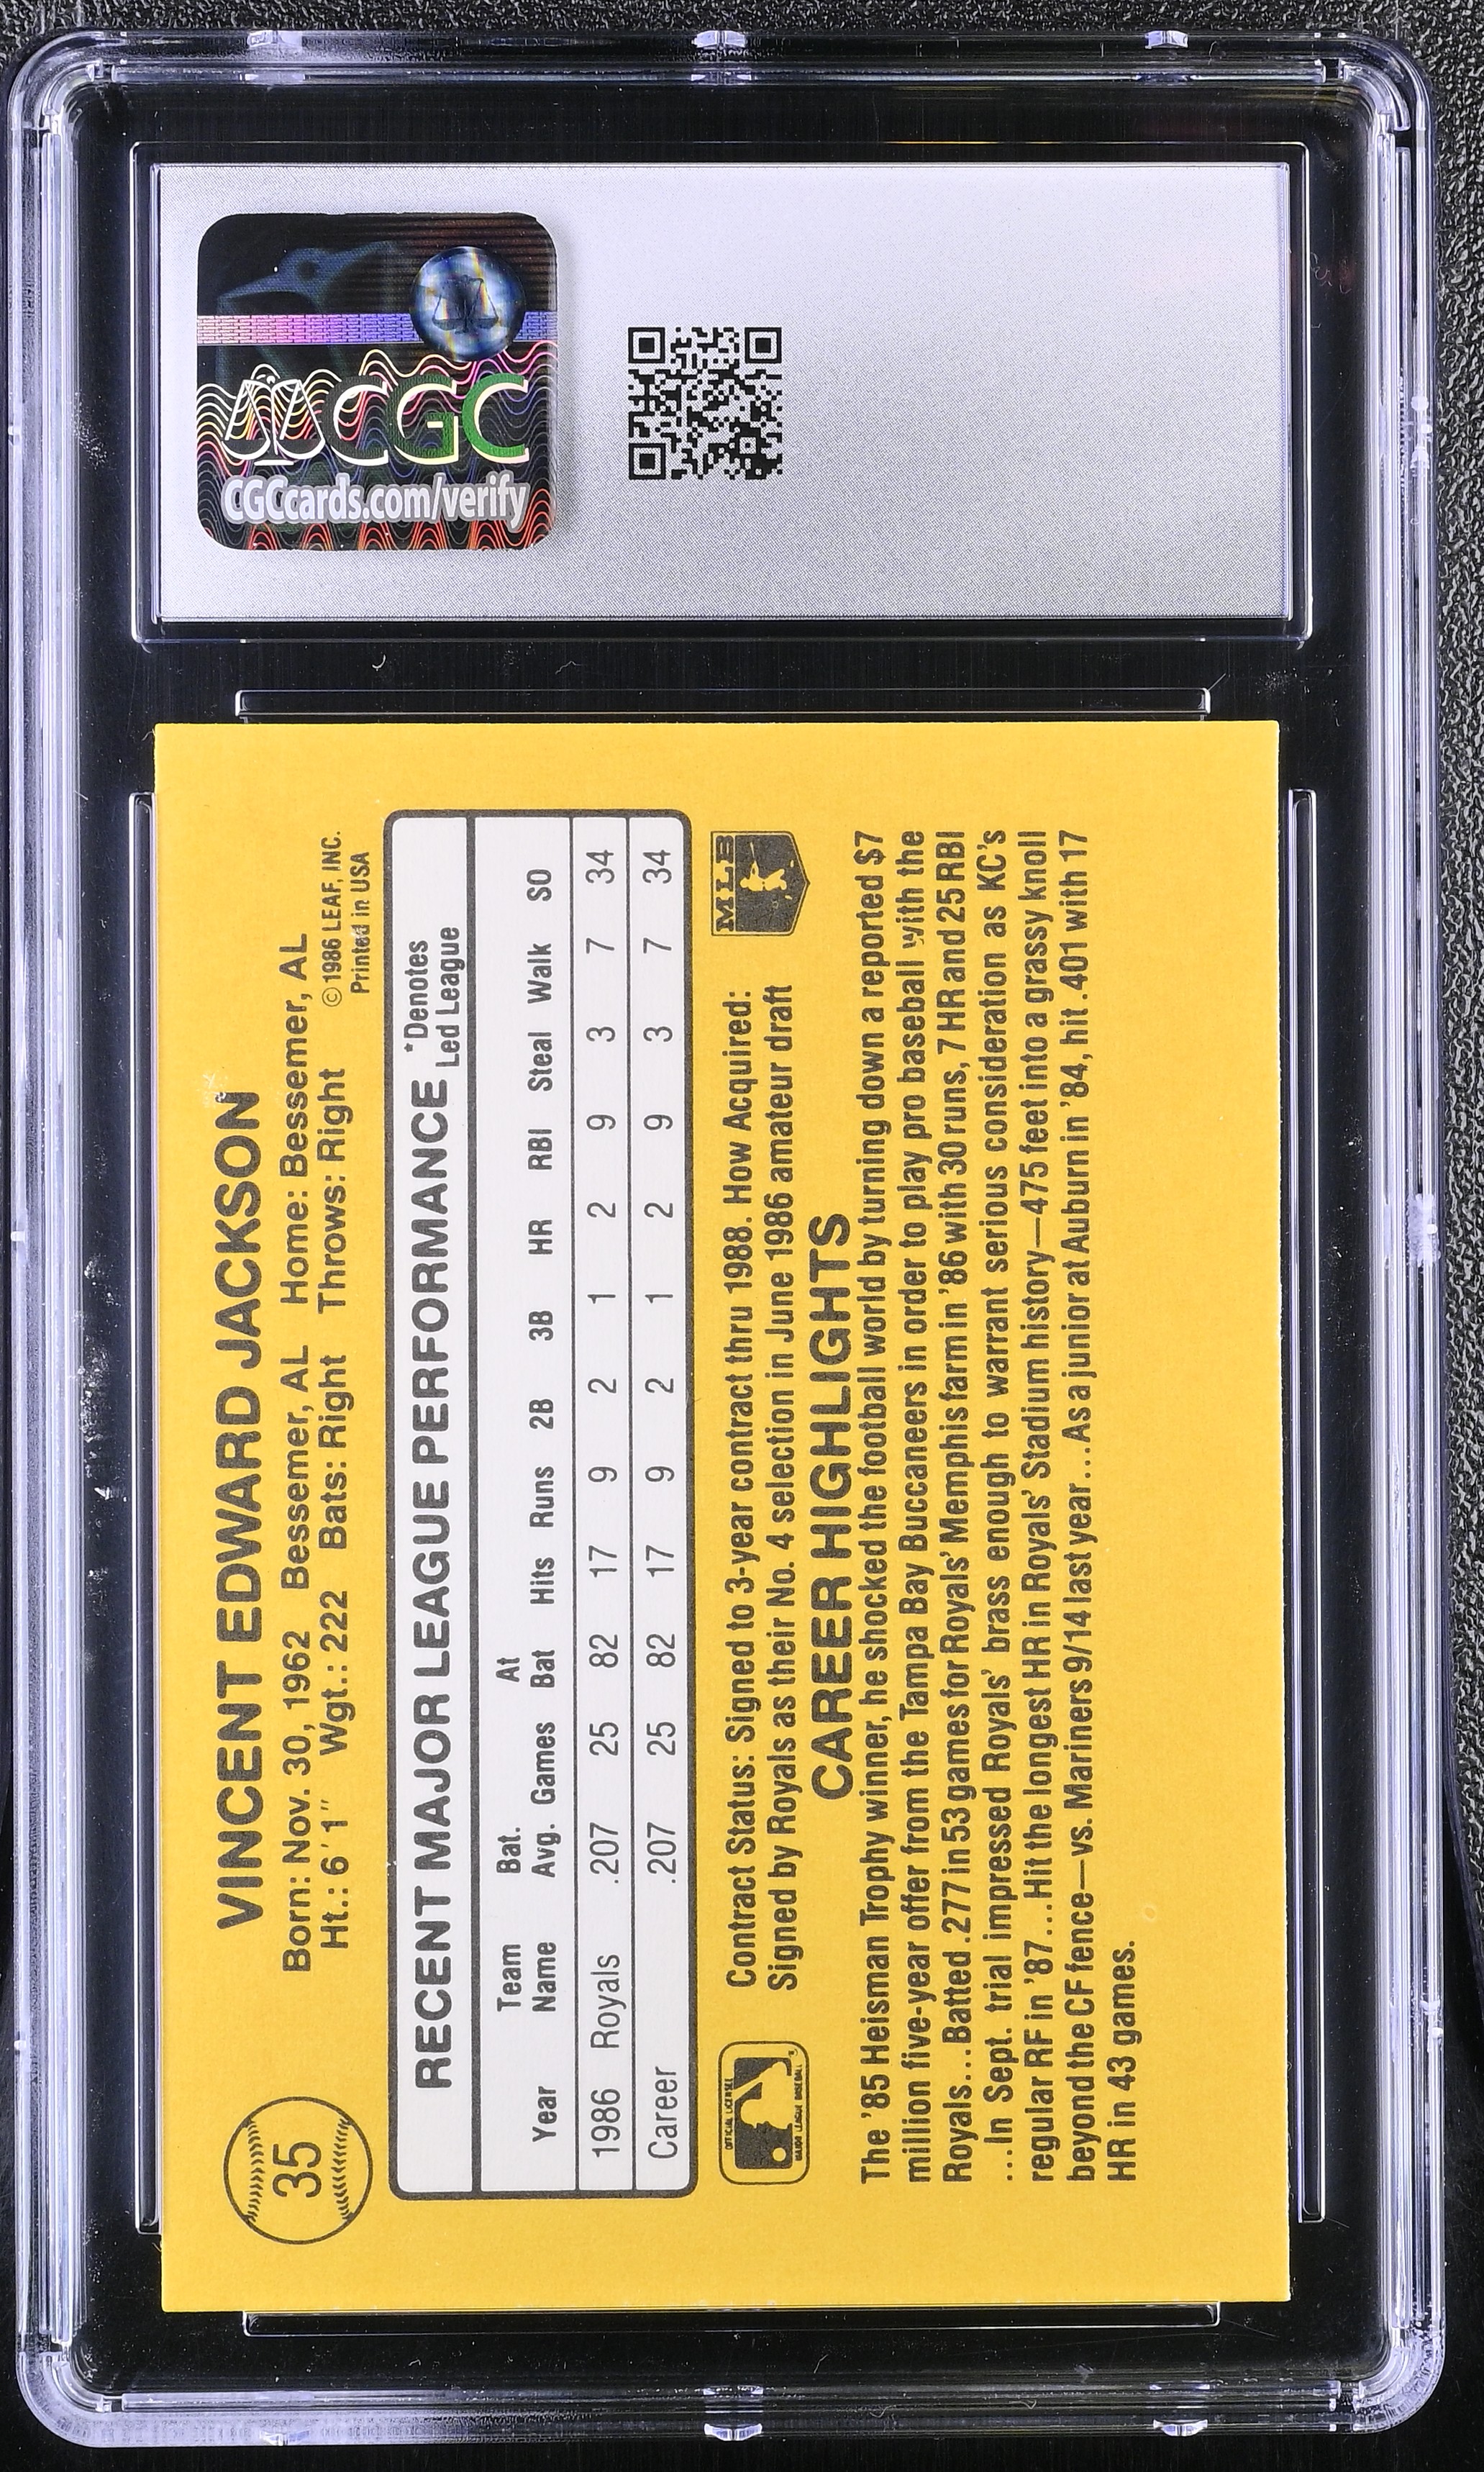 CGC
CGCcards.com/verify
35
VINCENT EDWARD JACKSON
Born: Nov. 30, 1962 Bessemer, AL Home: Bessemer, AL
Ht.: 6'1" Wgt.: 222 Bats: Right Throws: Right
© 1986 LEAF, INC.
Printed in USA
RECENT MAJOR LEAGUE PERFORMANCE *Denotes
Led League
Year Team Name Bat. Avg. Games At Bat Hits Runs 2B 3B HR RBI Steal Walk SO
1986 Royals .207 25 82 17 9 2 1 2 9 3 7 34
Career .207 25 82 17 9 2 1 2 9 3 7 34
OFFICIAL LICENSEE
MAJOR LEAGUE BASEBALL
Contract Status: Signed to 3-year contract thru 1988. How Acquired:
Signed by Royals as their No. 4 selection in June 1986 amateur draft
MLB
CAREER HIGHLIGHTS
The '85 Heisman Trophy winner, he shocked the football world by turning down a reported $7
million five-year offer from the Tampa Bay Buccaneers in order to play pro baseball with the
Royals...Batted .277 in 53 games for Royals' Memphis farm in '86 with 30 runs, 7 HR and 25 RBI
...In Sept. trial impressed Royals' brass enough to warrant serious consideration as KC's
regular RF in '87...Hit the longest HR in Royals' Stadium history—475 feet into a grassy knoll
beyond the CF fence—vs. Mariners 9/14 last year...As a junior at Auburn in '84, hit .401 with 17
HR in 43 games.